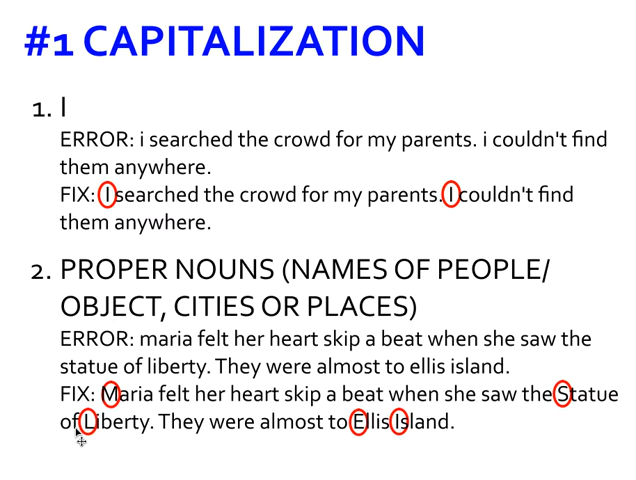 #1 CAPITALIZATION
1. I
ERROR: i searched the crowd for my parents. i couldn't find
them anywhere.
FIX: I searched the crowd for my parents. I couldn't find
them anywhere.
2. PROPER NOUNS (NAMES OF PEOPLE/
OBJECT, CITIES OR PLACES)
ERROR: maria felt her heart skip a beat when she saw the
statue of liberty. They were almost to ellis island.
FIX: Maria felt her heart skip a beat when she saw the Statue
of Liberty. They were almost to Ellis Island.